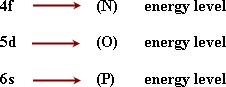 4f (N) energy level
5d (O) energy level
6s (P) energy level